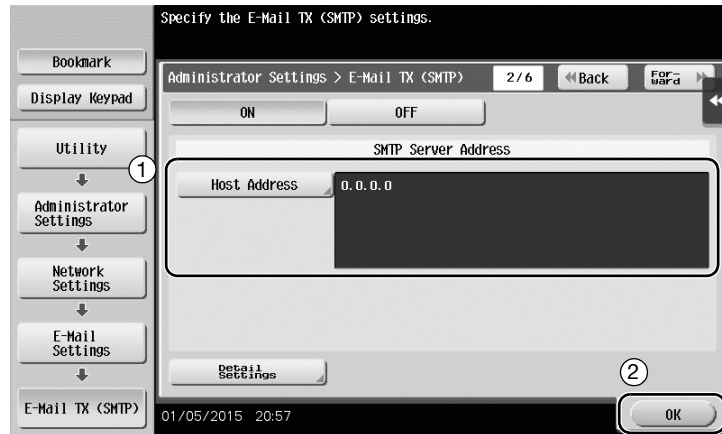 Specify the E-Mail TX (SMTP) settings.
Bookmark
Display Keypad
Utility
Administrator
Settings
Network
Settings
E-Mail
Settings
E-Mail TX (SMTP)
Administrator Settings > E-Mail TX (SMTP)
2/6
Back
For-
ward
ON
OFF
SMTP Server Address
1
Host Address
0.0.0.0
Detail
Settings
2
01/05/2015 20:57
OK